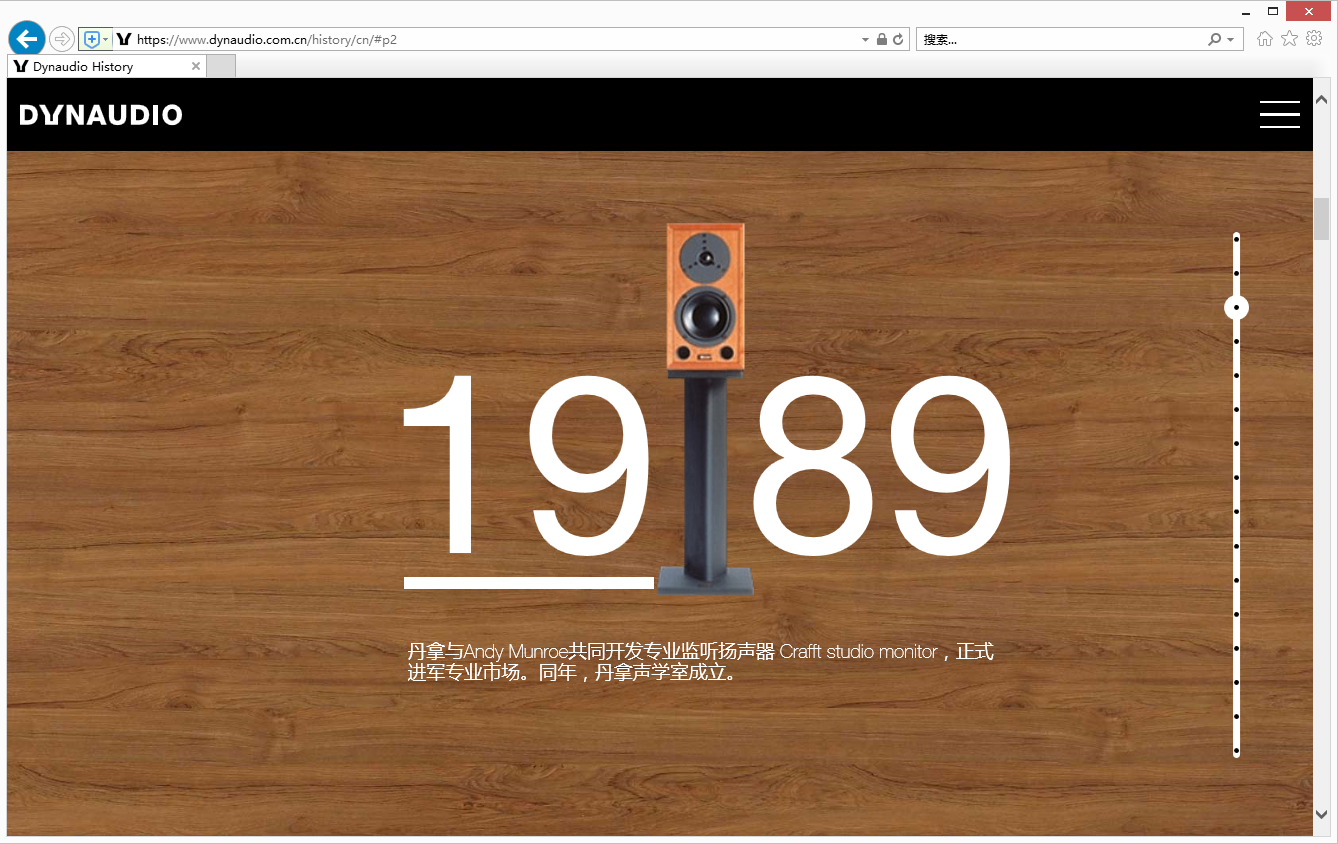 https://www.dynaudio.com.cn/history/cn/#p2
搜索...
Dynaudio History
DYNAUDIO
1989
丹拿与Andy Munroe共同开发专业监听扬声器 Crafft studio monitor，正式
进军专业市场。同年，丹拿声学室成立。